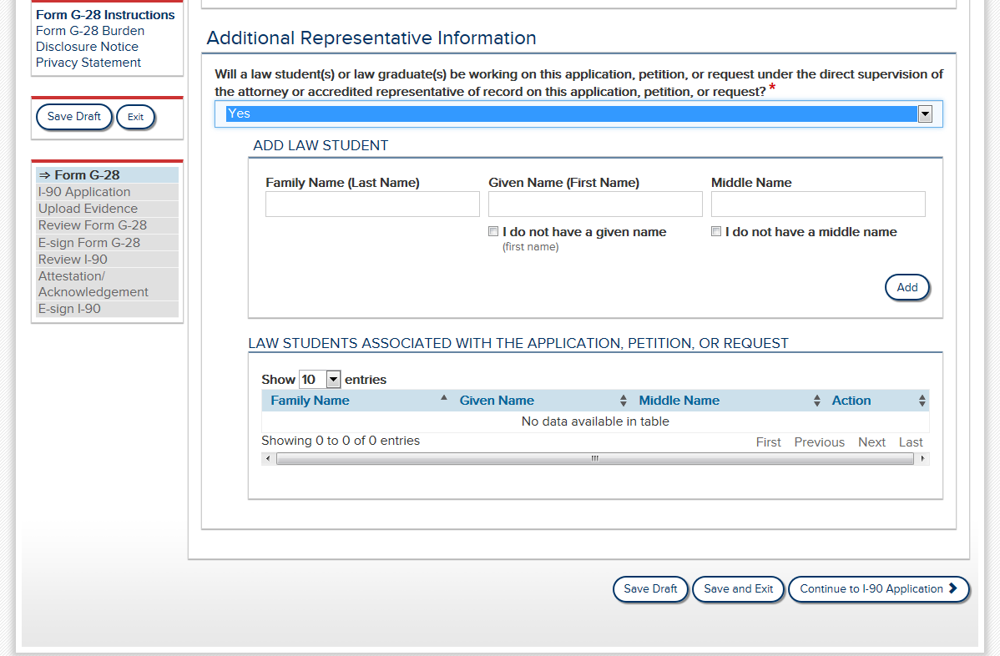 Form G-28 Instructions
Form G-28 Burden
Disclosure Notice
Privacy Statement
Save Draft
Exit
⇒ Form G-28
I-90 Application
Upload Evidence
Review Form G-28
E-sign Form G-28
Review I-90
Attestation/
Acknowledgement
E-sign I-90
Additional Representative Information
Will a law student(s) or law graduate(s) be working on this application, petition, or request under the direct supervision of
the attorney or accredited representative of record on this application, petition, or request? *
Yes
ADD LAW STUDENT
Family Name (Last Name) Given Name (First Name) Middle Name
I do not have a given name I do not have a middle name
(first name)
Add
LAW STUDENTS ASSOCIATED WITH THE APPLICATION, PETITION, OR REQUEST
Show 10 entries
Family Name Given Name Middle Name Action
No data available in table
Showing 0 to 0 of 0 entries
First Previous Next Last
Save Draft Save and Exit Continue to I-90 Application